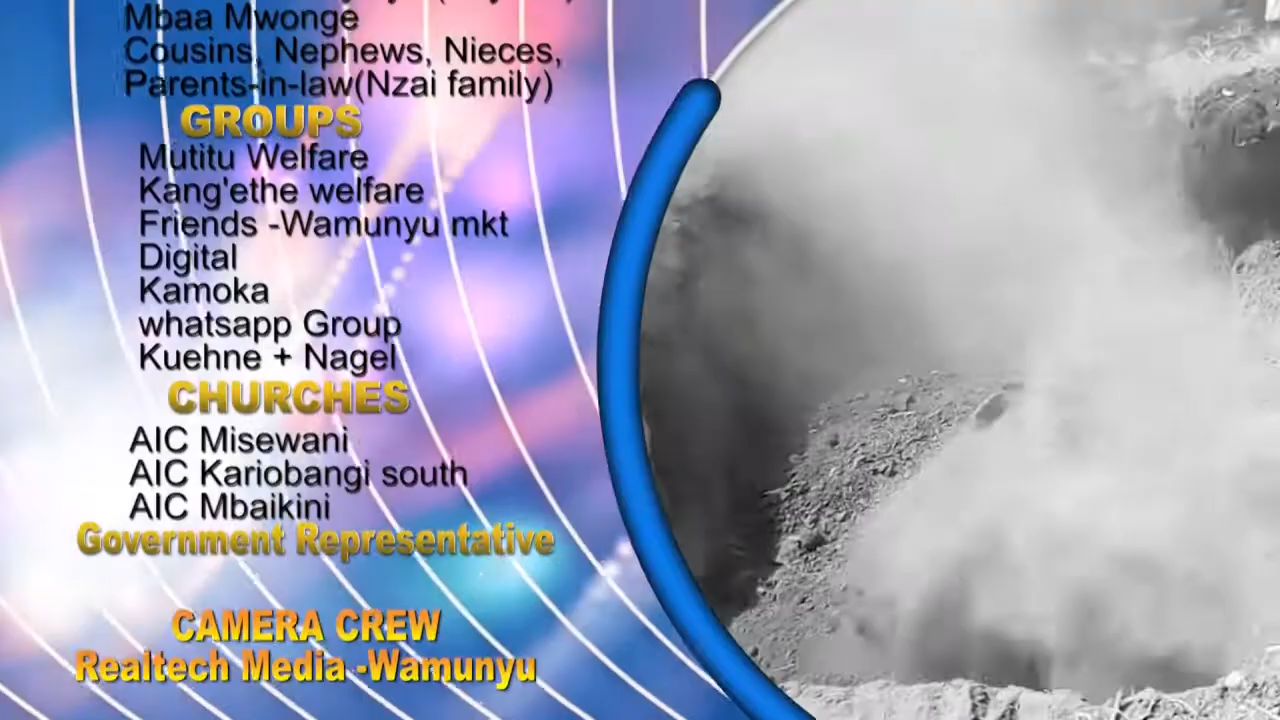 Mbaa Mwonge
Cousins, Nephews, Nieces,
Parents-in-law(Nzai family)
GROUPS
Mutitu Welfare
Kang'ethe welfare
Friends -Wamunyu mkt
Digital
Kamoka
whatsapp Group
Kuehne + Nagel
CHURCHES
AIC Misewani
AIC Kariobangi south
AIC Mbaikini
Government Representative
CAMERA CREW
Realtech Media -Wamunyu